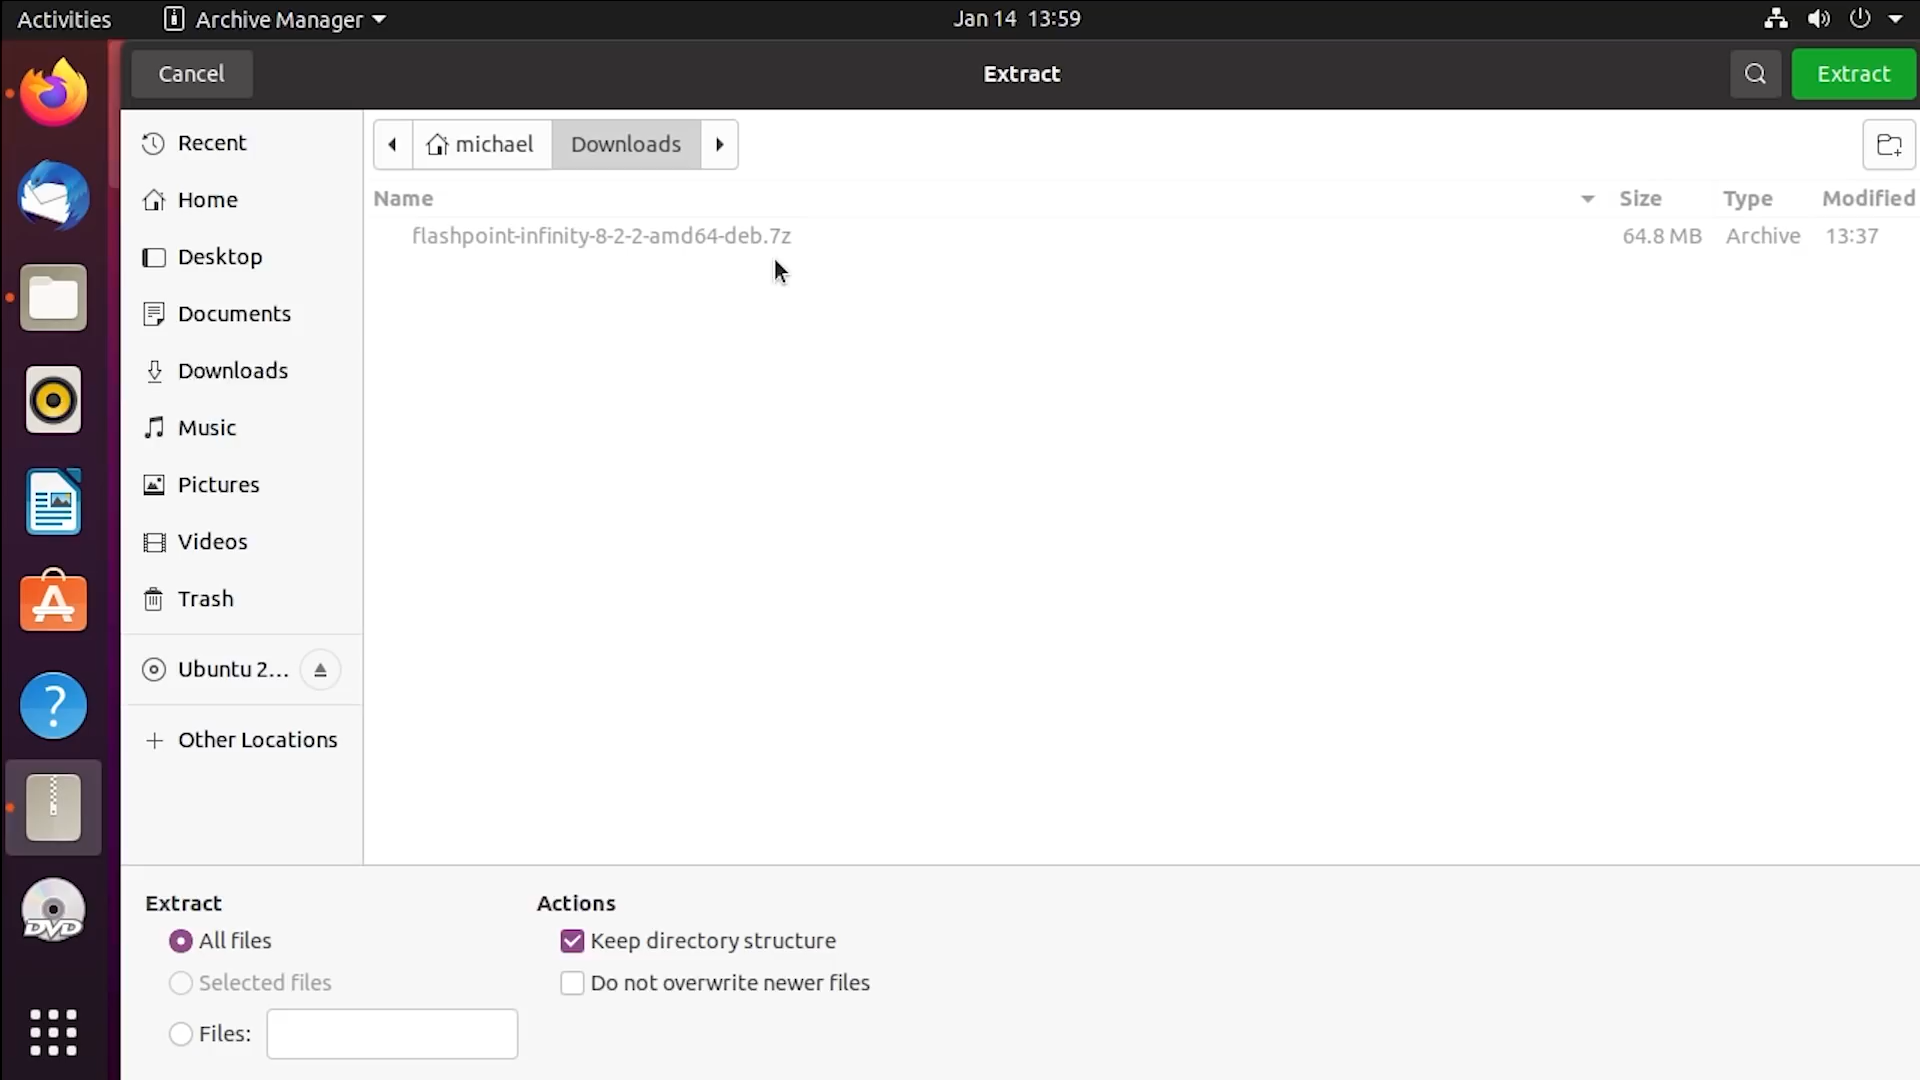 Activities
Archive Manager
Jan 14 13:59
Cancel
Extract
Extract
Recent
Home
Desktop
Documents
Downloads
Music
Pictures
Videos
Trash
Ubuntu 2...
Other Locations
michael
Downloads
Name Size Type Modified
flashpoint-infinity-8-2-2-amd64-deb.7z 64.8 MB Archive 13:37
DVD
Extract
All files
Selected files
Files:
Actions
Keep directory structure
Do not overwrite newer files